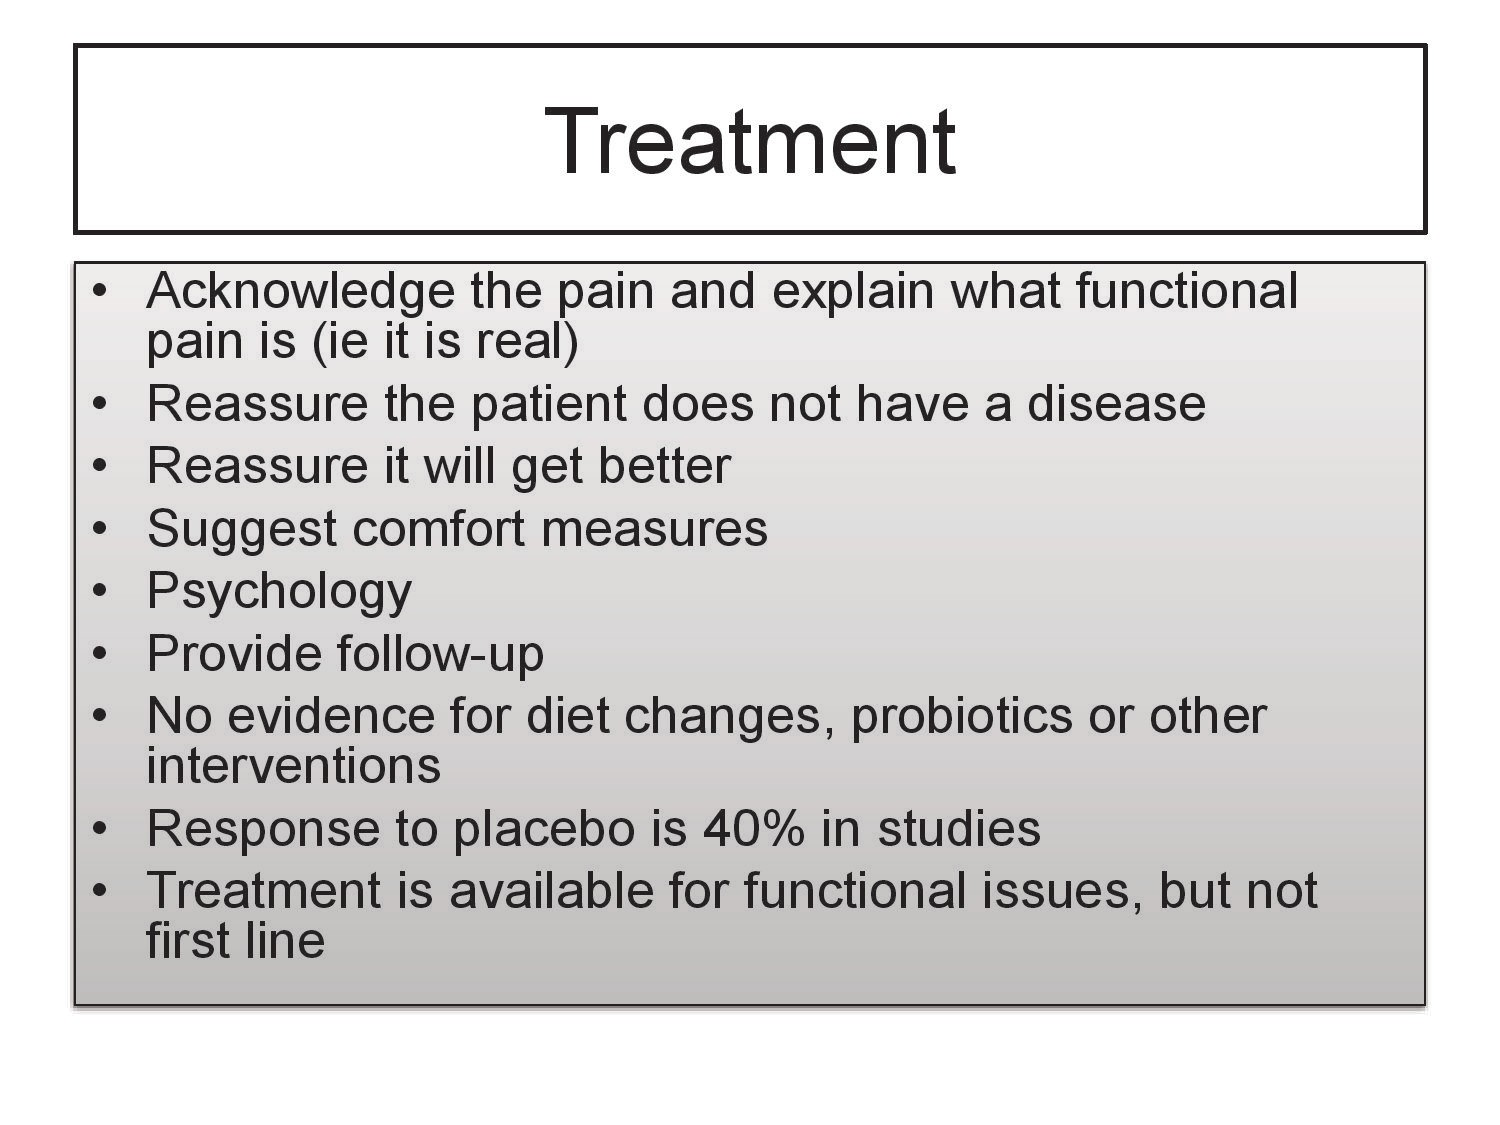 Treatment
• Acknowledge the pain and explain what functional
pain is (ie it is real)
• Reassure the patient does not have a disease
• Reassure it will get better
• Suggest comfort measures
• Psychology
• Provide follow-up
• No evidence for diet changes, probiotics or other
interventions
• Response to placebo is 40% in studies
• Treatment is available for functional issues, but not
first line